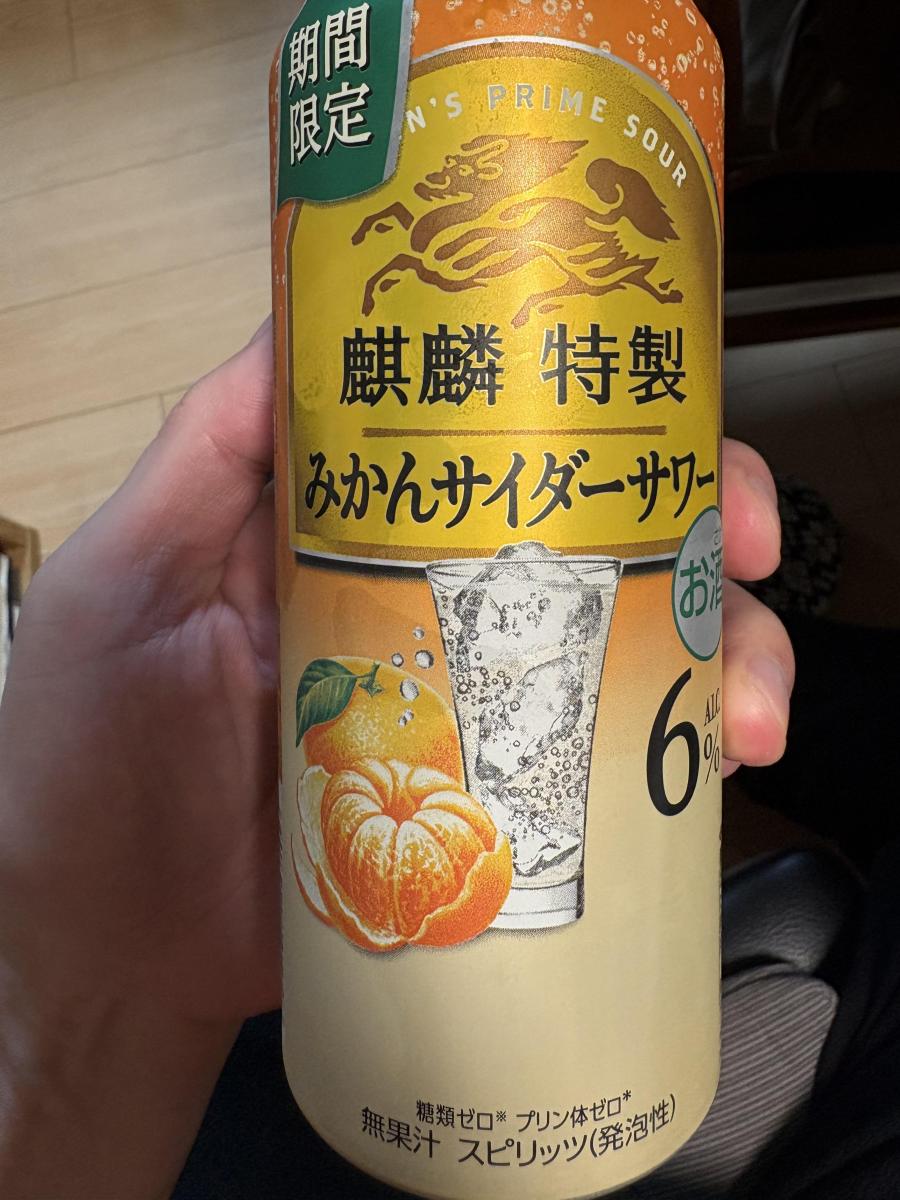 期間
限定
N'S PRIME SOUR
麒麟 特製
みかんサイダーサワー
お酒
6
ALC.
%
糖類ゼロ※ プリン体ゼロ*
無果汁 スピリッツ(発泡性)